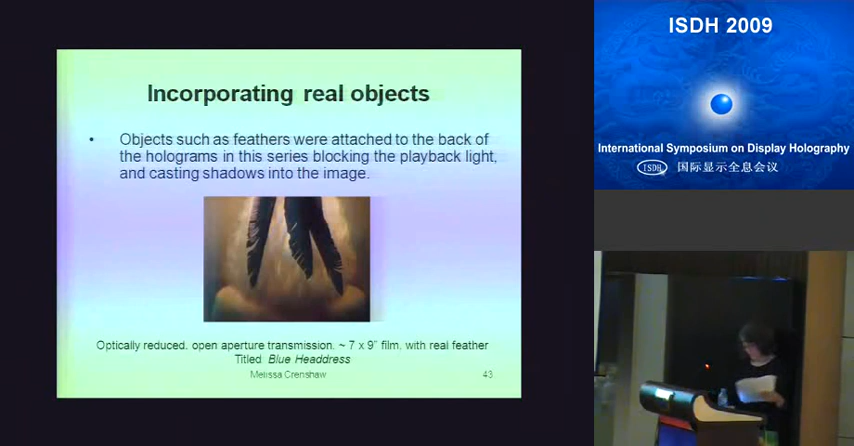 Incorporating real objects
• Objects such as feathers were attached to the back of
the holograms in this series blocking the playback light,
and casting shadows into the image.
Optically reduced, open aperture transmission. ~ 7 x 9" film, with real feather
Titled Blue Headdress
Melissa Crenshaw 43
ISDH 2009
International Symposium on Display Holography
ISDH 国际显示全息会议